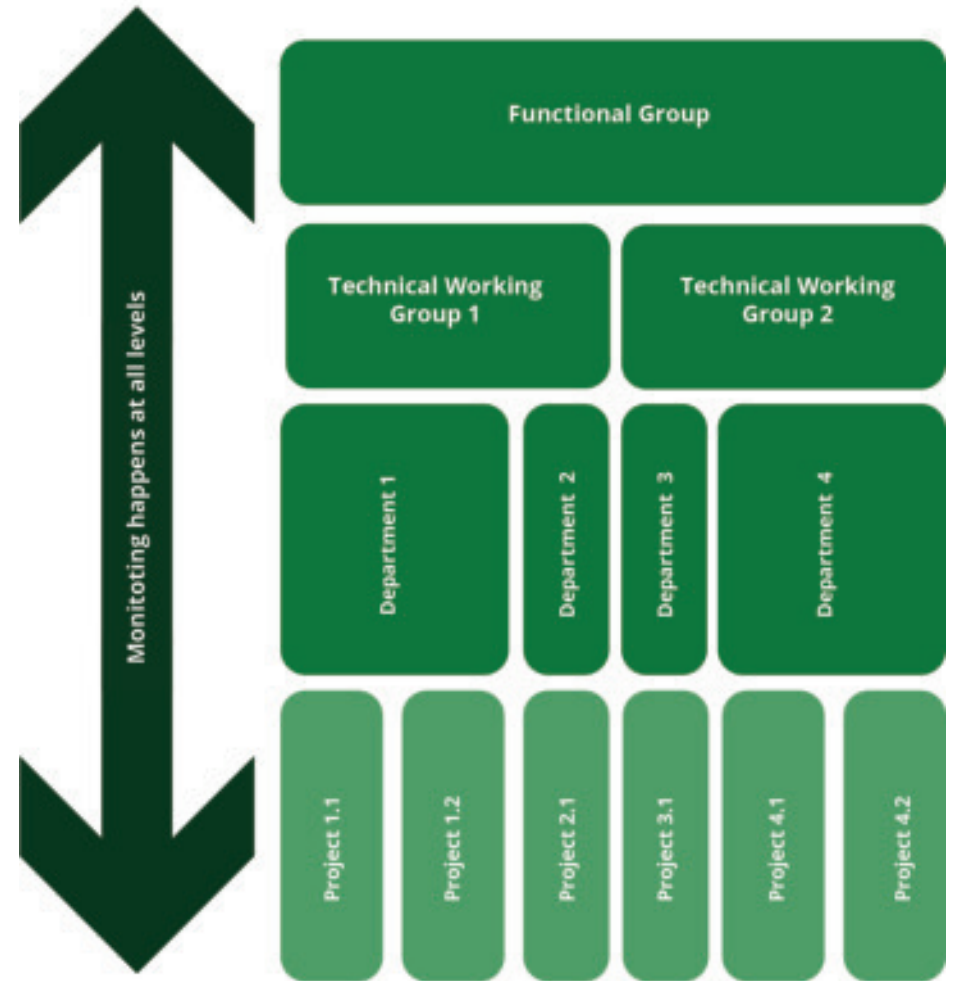 Functional Group
Technical Working
Group 1
Technical Working
Group 2
Monitoting happens at all levels
Department 1
Department 2
Department 3
Department 4
Project 1.1
Project 1.2
Project 2.1
Project 3.1
Project 4.1
Project 4.2